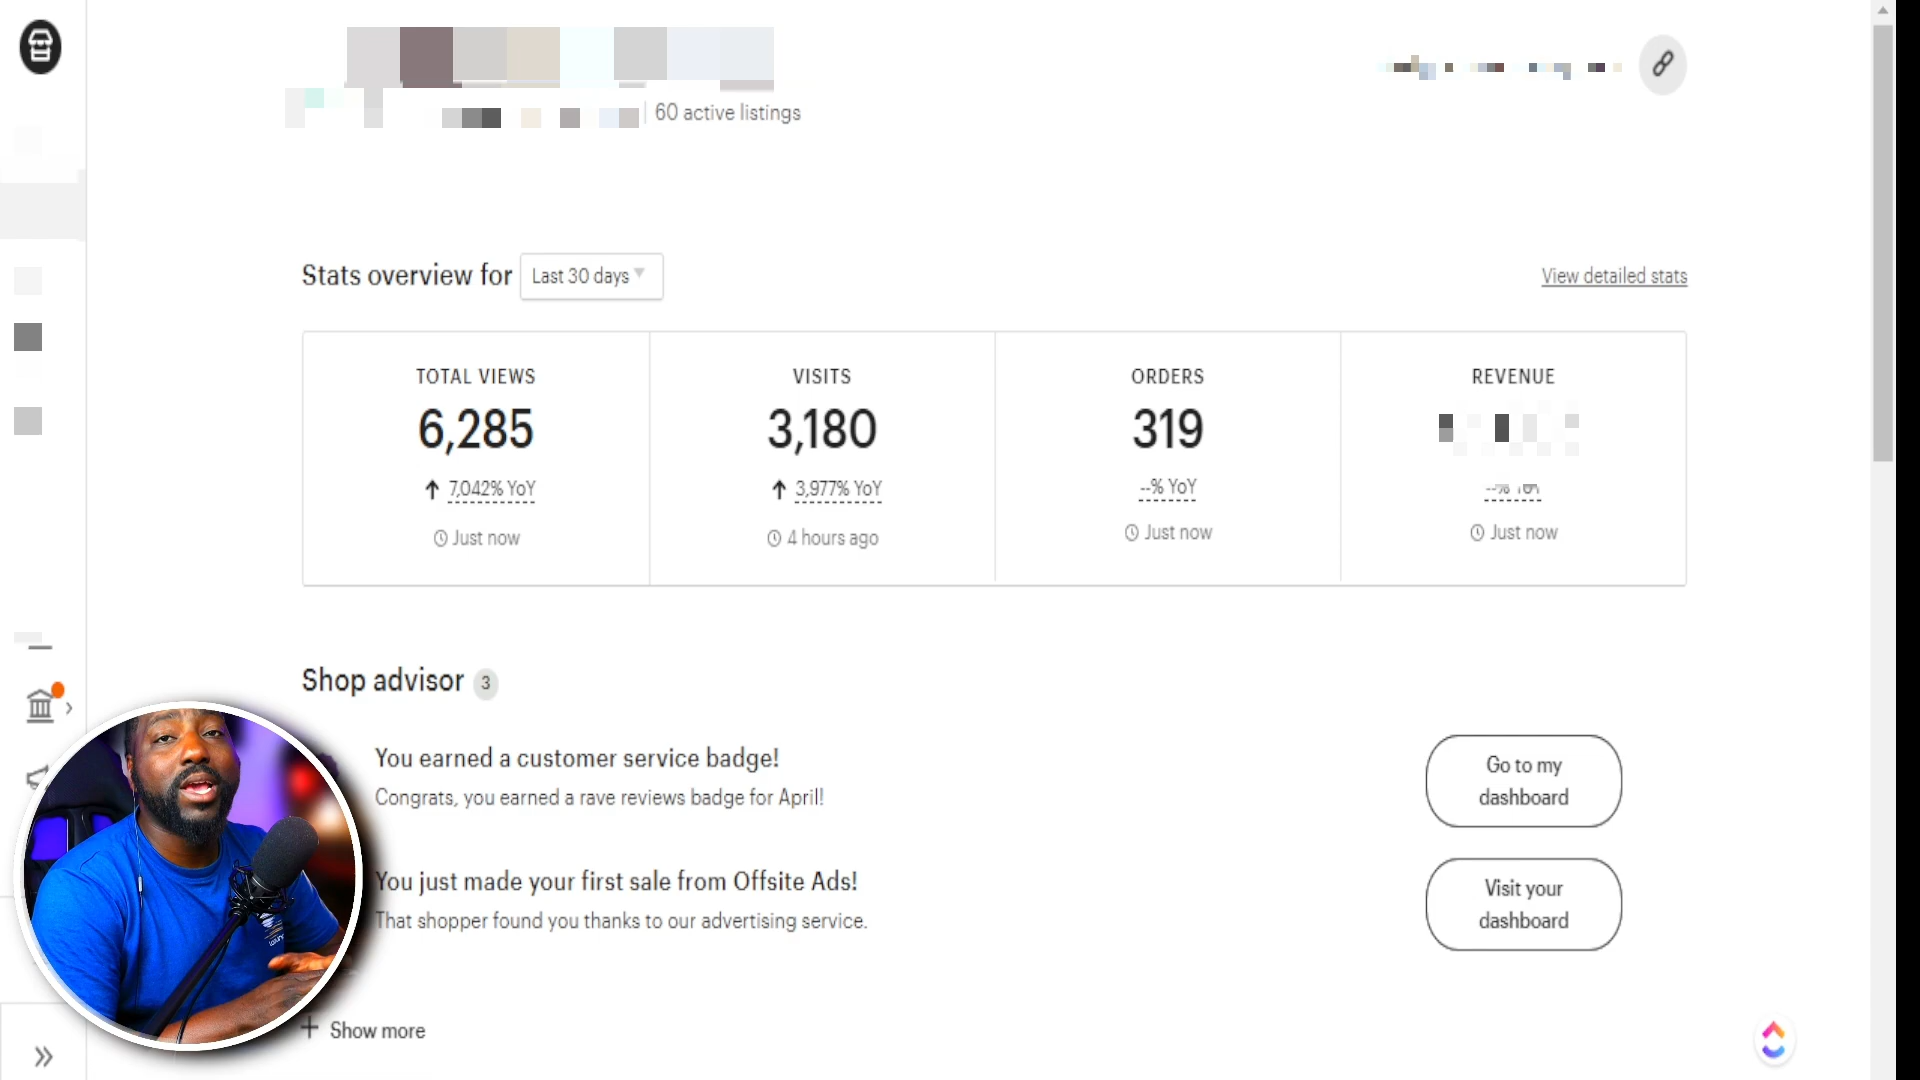 60 active listings
Stats overview for Last 30 days
View detailed stats
TOTAL VIEWS
6,285
7,042% YoY
Just now
VISITS
3,180
3,977% YoY
4 hours ago
ORDERS
319
--% YoY
Just now
REVENUE
Just now
Shop advisor 3
You earned a customer service badge!
Congrats, you earned a rave reviews badge for April!
Go to my
dashboard
You just made your first sale from Offsite Ads!
That shopper found you thanks to our advertising service.
Visit your
dashboard
+ Show more